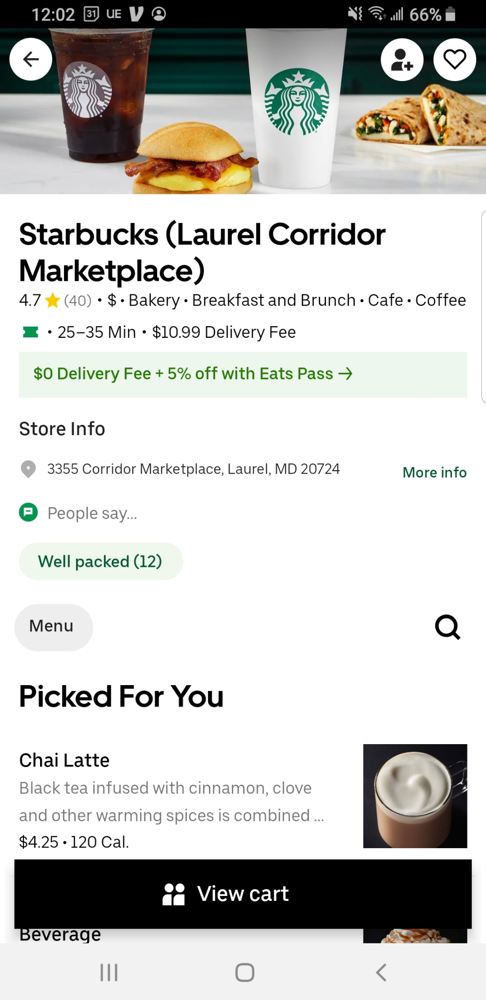 12:02 31 UE 66%
Starbucks (Laurel Corridor
Marketplace)
4.7 (40) • $ • Bakery • Breakfast and Brunch • Cafe • Coffee
• 25–35 Min • $10.99 Delivery Fee
$0 Delivery Fee + 5% off with Eats Pass →
Store Info
3355 Corridor Marketplace, Laurel, MD 20724
More info
People say...
Well packed (12)
Menu
Picked For You
Chai Latte
Black tea infused with cinnamon, clove
and other warming spices is combined ...
$4.25 • 120 Cal.
View cart
Beverage